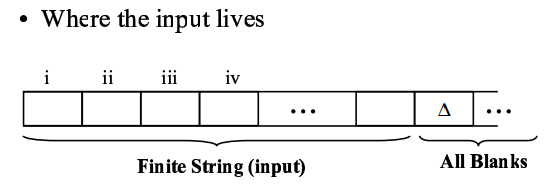 • Where the input lives
i ii iii iv
... Δ ...
Finite String (input) All Blanks